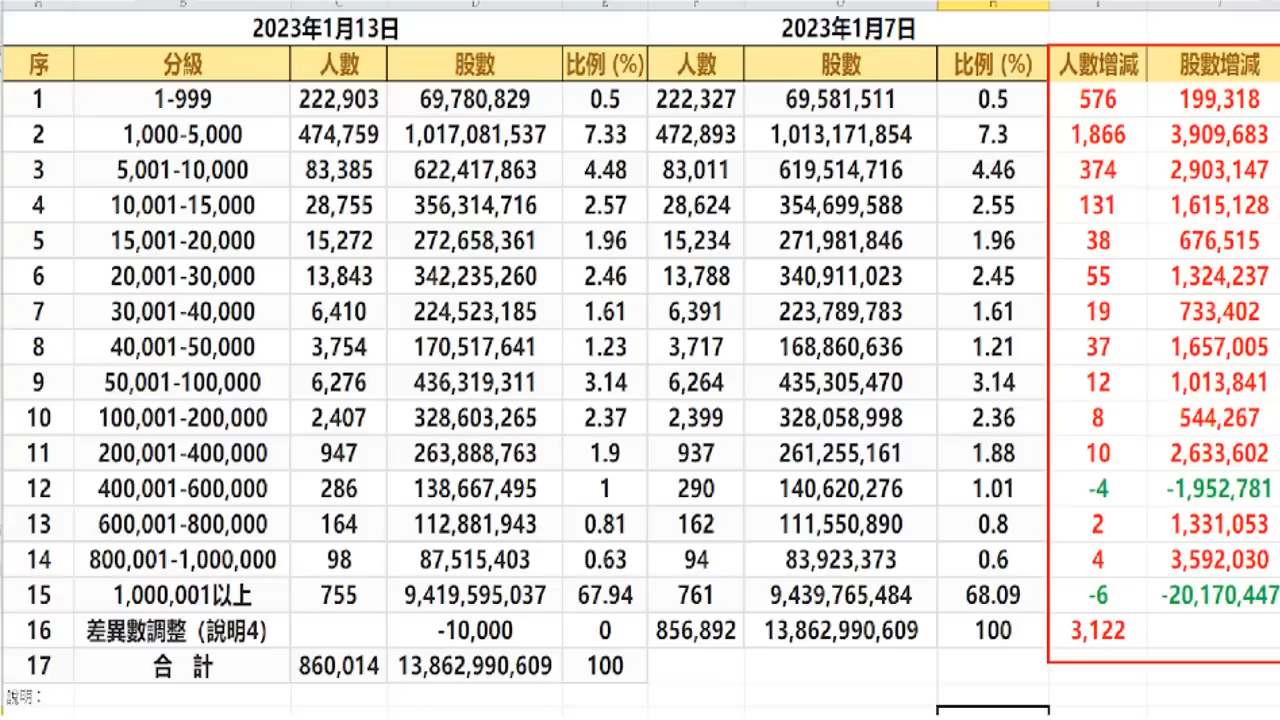 2023年1月13日 2023年1月7日
序 分級 人數 股數 比例 (%) 人數 股數 比例 (%) 人數增減 股數增減
1 1-999 222,903 69,780,829 0.5 222,327 69,581,511 0.5 576 199,318
2 1,000-5,000 474,759 1,017,081,537 7.33 472,893 1,013,171,854 7.3 1,866 3,909,683
3 5,001-10,000 83,385 622,417,863 4.48 83,011 619,514,716 4.46 374 2,903,147
4 10,001-15,000 28,755 356,314,716 2.57 28,624 354,699,588 2.55 131 1,615,128
5 15,001-20,000 15,272 272,658,361 1.96 15,234 271,981,846 1.96 38 676,515
6 20,001-30,000 13,843 342,235,260 2.46 13,788 340,911,023 2.45 55 1,324,237
7 30,001-40,000 6,410 224,523,185 1.61 6,391 223,789,783 1.61 19 733,402
8 40,001-50,000 3,754 170,517,641 1.23 3,717 168,860,636 1.21 37 1,657,005
9 50,001-100,000 6,276 436,319,311 3.14 6,264 435,305,470 3.14 12 1,013,841
10 100,001-200,000 2,407 328,603,265 2.37 2,399 328,058,998 2.36 8 544,267
11 200,001-400,000 947 263,888,763 1.9 937 261,255,161 1.88 10 2,633,602
12 400,001-600,000 286 138,667,495 1 290 140,620,276 1.01 -4 -1,952,781
13 600,001-800,000 164 112,881,943 0.81 162 111,550,890 0.8 2 1,331,053
14 800,001-1,000,000 98 87,515,403 0.63 94 83,923,373 0.6 4 3,592,030
15 1,000,001以上 755 9,419,595,037 67.94 761 9,439,765,484 68.09 -6 -20,170,447
16 差異數調整（說明4） -10,000 0 856,892 13,862,990,609 100 3,122
17 合 計 860,014 13,862,990,609 100
說明：